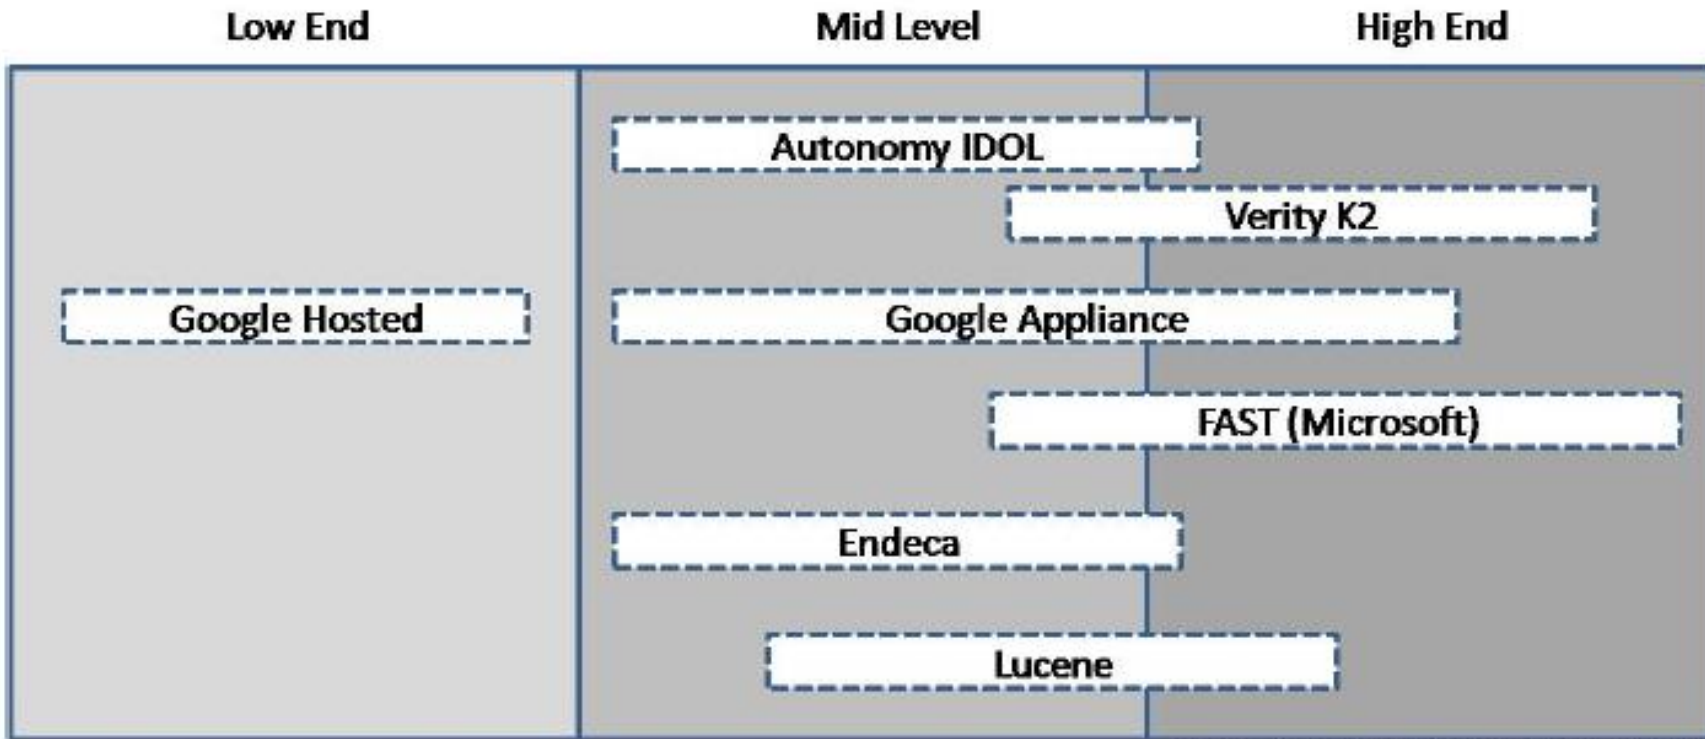 Low End Mid Level High End
Autonomy IDOL
Verity K2
Google Hosted Google Appliance
FAST (Microsoft)
Endeca
Lucene